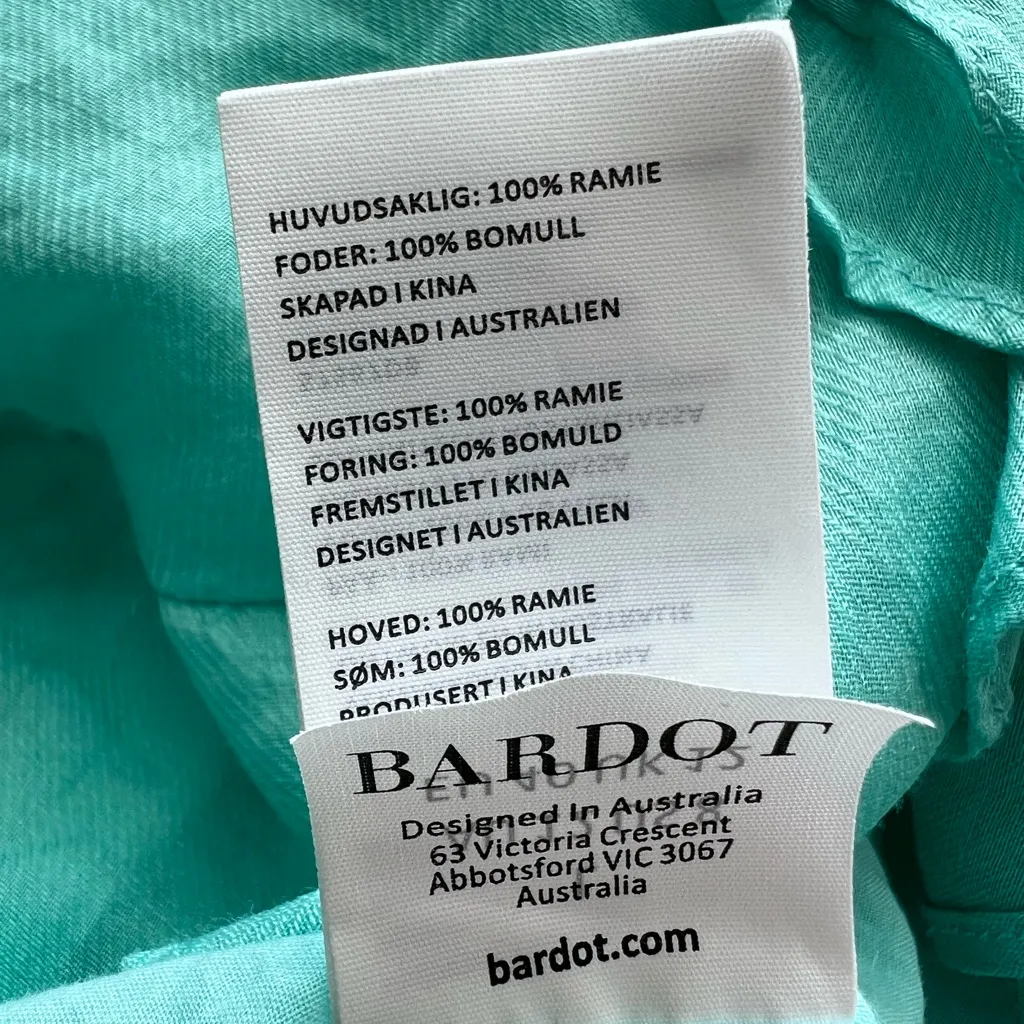 HUVUDSAKLIG: 100% RAMIE
FODER: 100% BOMULL
SKAPAD I KINA
DESIGNAD I AUSTRALIEN
VIGTIGSTE: 100% RAMIE
FORING: 100% BOMULD
FREMSTILLET I KINA
DESIGNET I AUSTRALIEN
HOVED: 100% RAMIE
SØM: 100% BOMULL
PRODUSERT I KINA
BARDOT
Designed In Australia
63 Victoria Crescent
Abbotsford VIC 3067
Australia
bardot.com